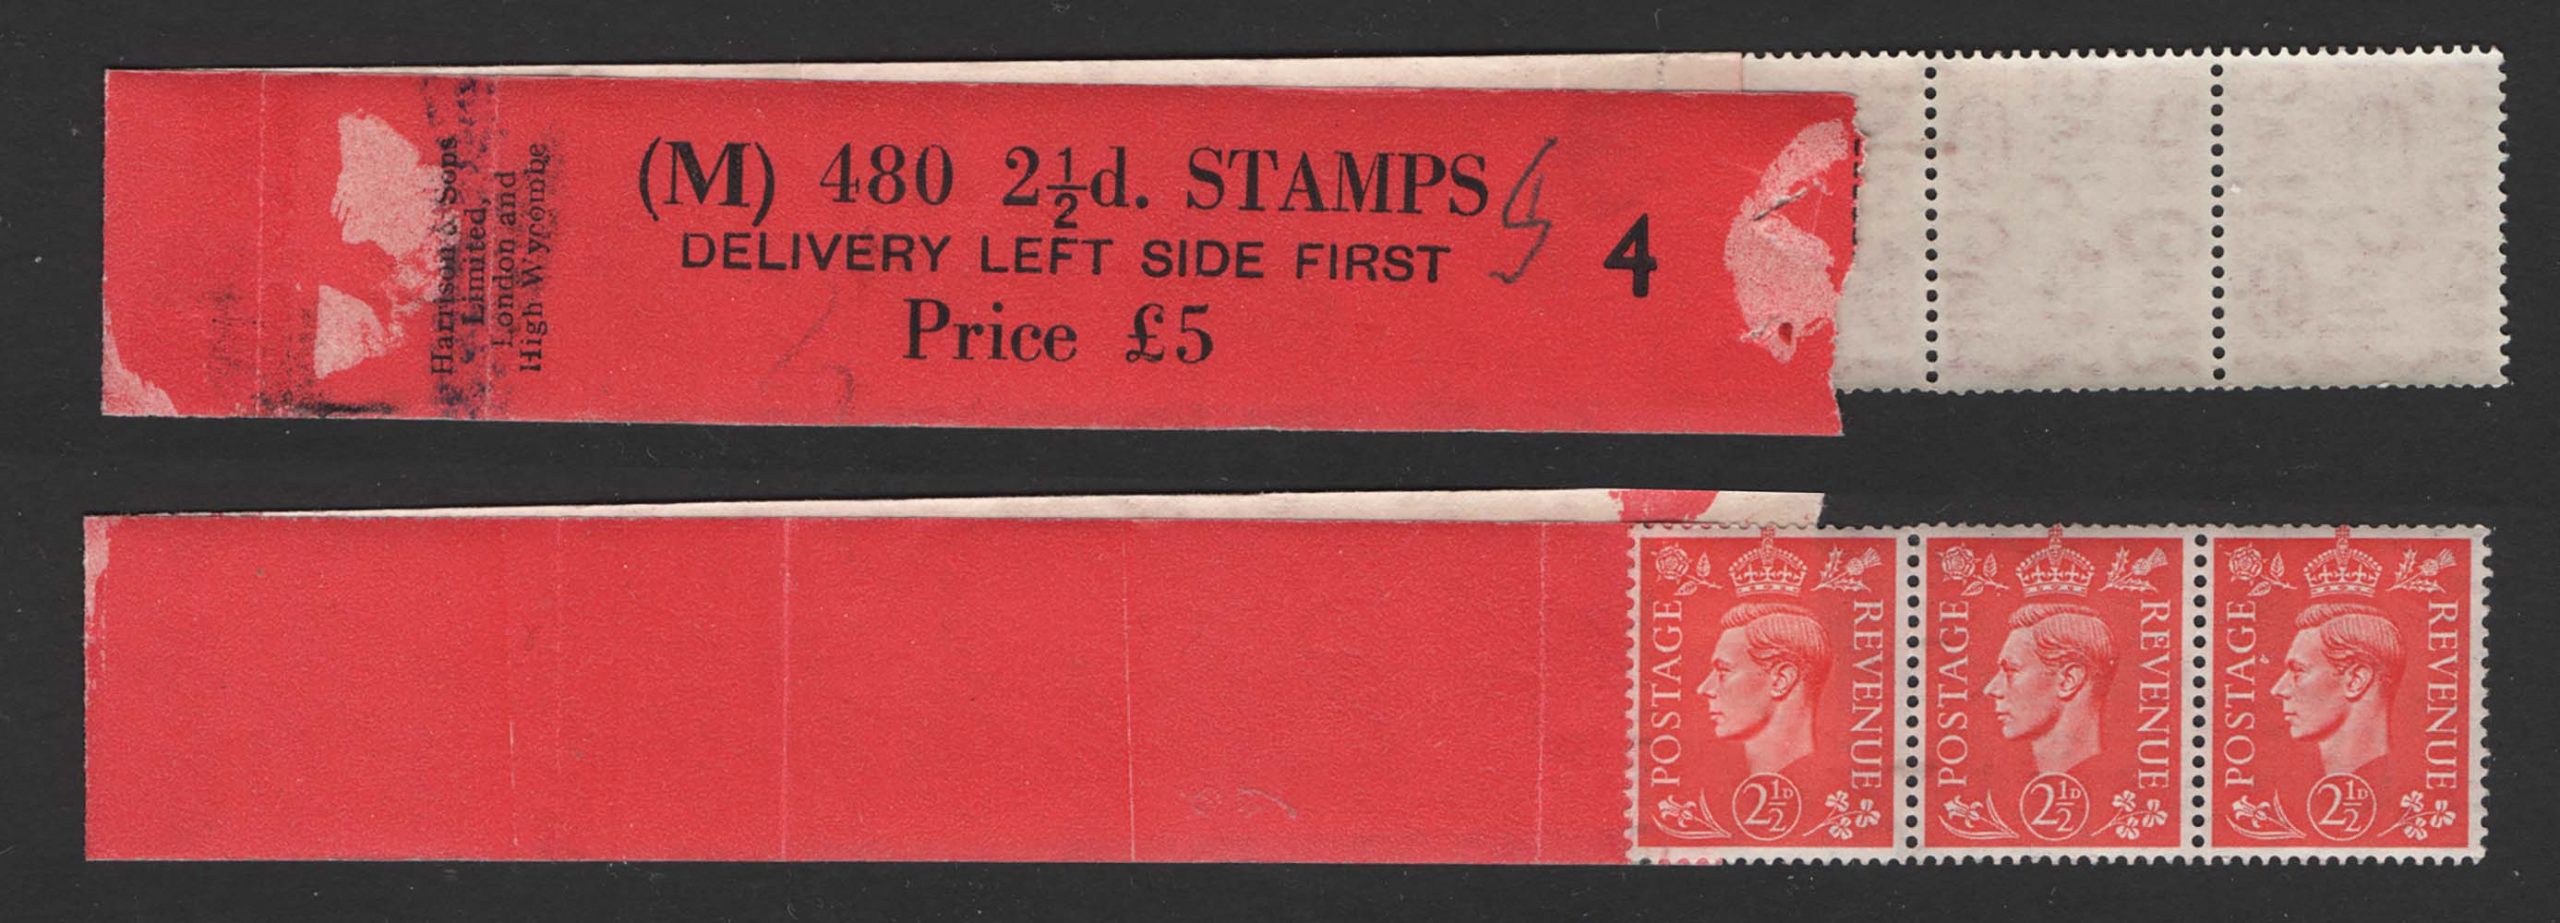 Harrison & Sons
Limited,
London and
High Wycombe
(M) 480 2½d. STAMPS
DELIVERY LEFT SIDE FIRST
Price £5
4
POSTAGE REVENUE
2½D
POSTAGE REVENUE
2½D
POSTAGE REVENUE
2½D